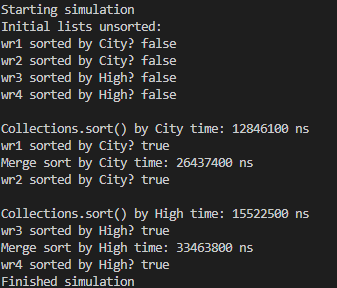 Starting simulation
Initial lists unsorted:
wr1 sorted by City? false
wr2 sorted by City? false
wr3 sorted by High? false
wr4 sorted by High? false
Collections.sort() by City time: 12846100 ns
wr1 sorted by City? true
Merge sort by City time: 26437400 ns
wr2 sorted by City? true
Collections.sort() by High time: 15522500 ns
wr3 sorted by High? true
Merge sort by High time: 33463800 ns
wr4 sorted by High? true
Finished simulation